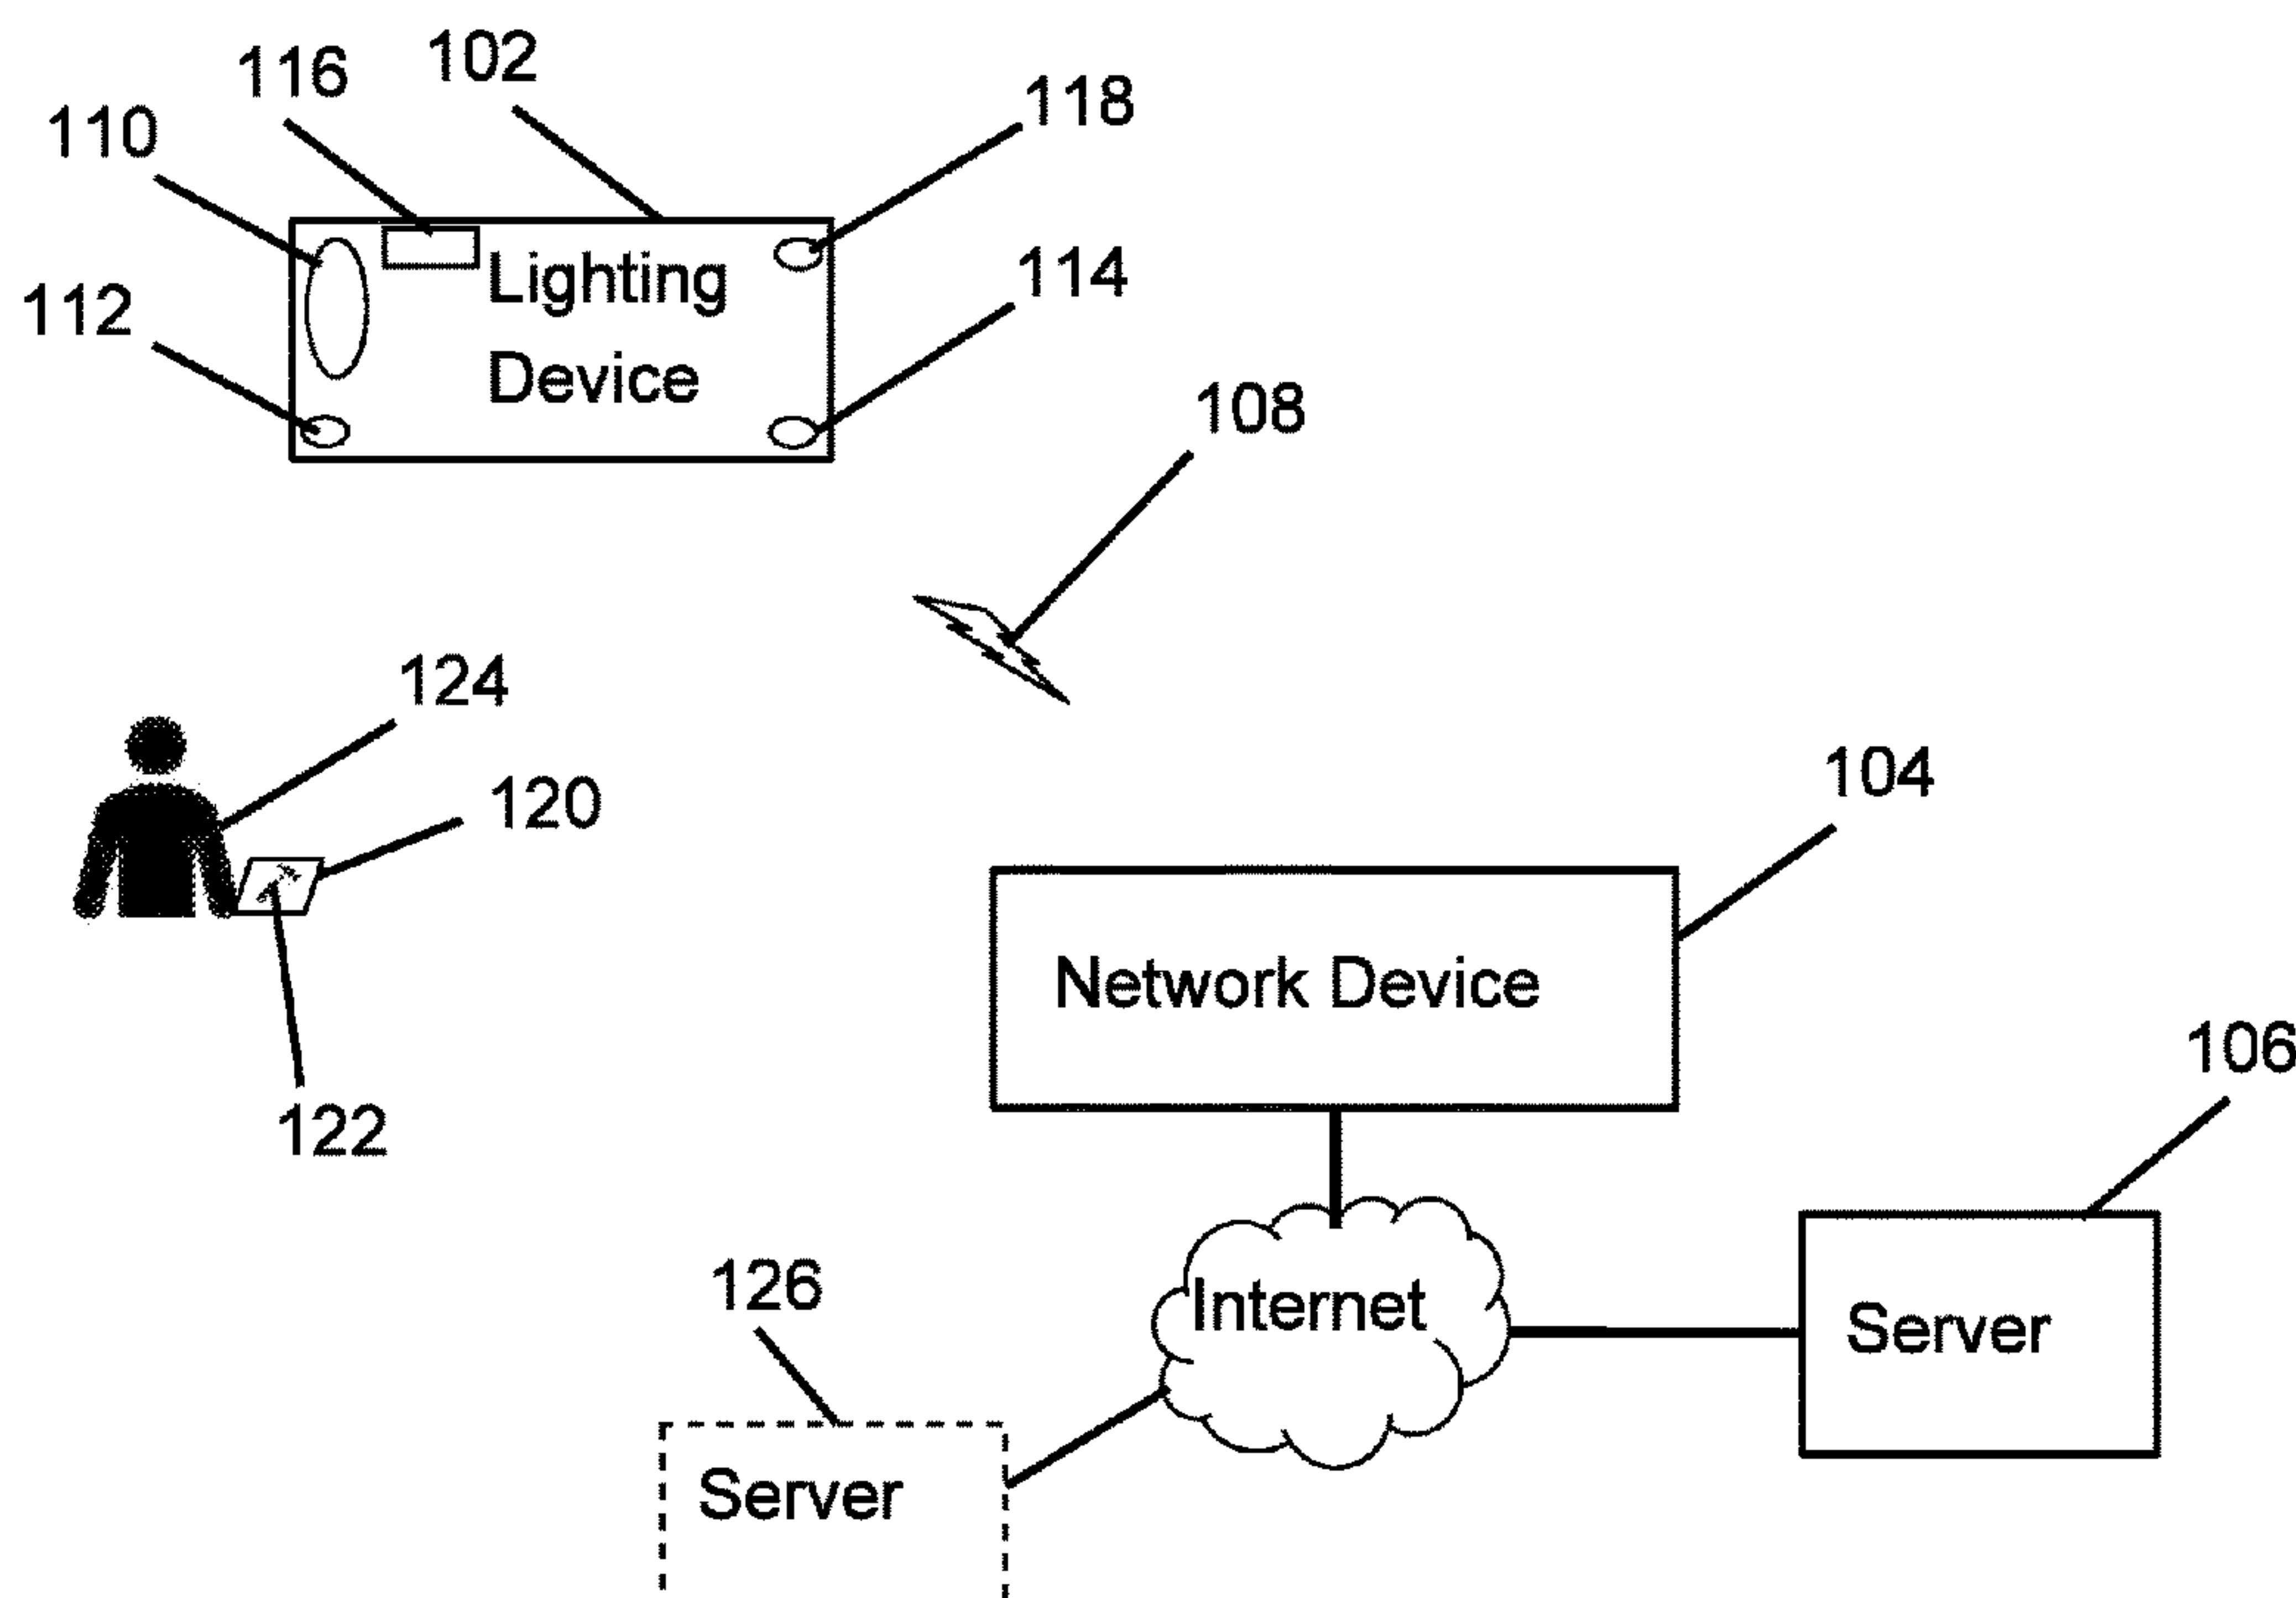 116
102
118
110
Lighting
114
112
Device
108
124
120
104
Network Device
106
122
126
Internet
Server
Server